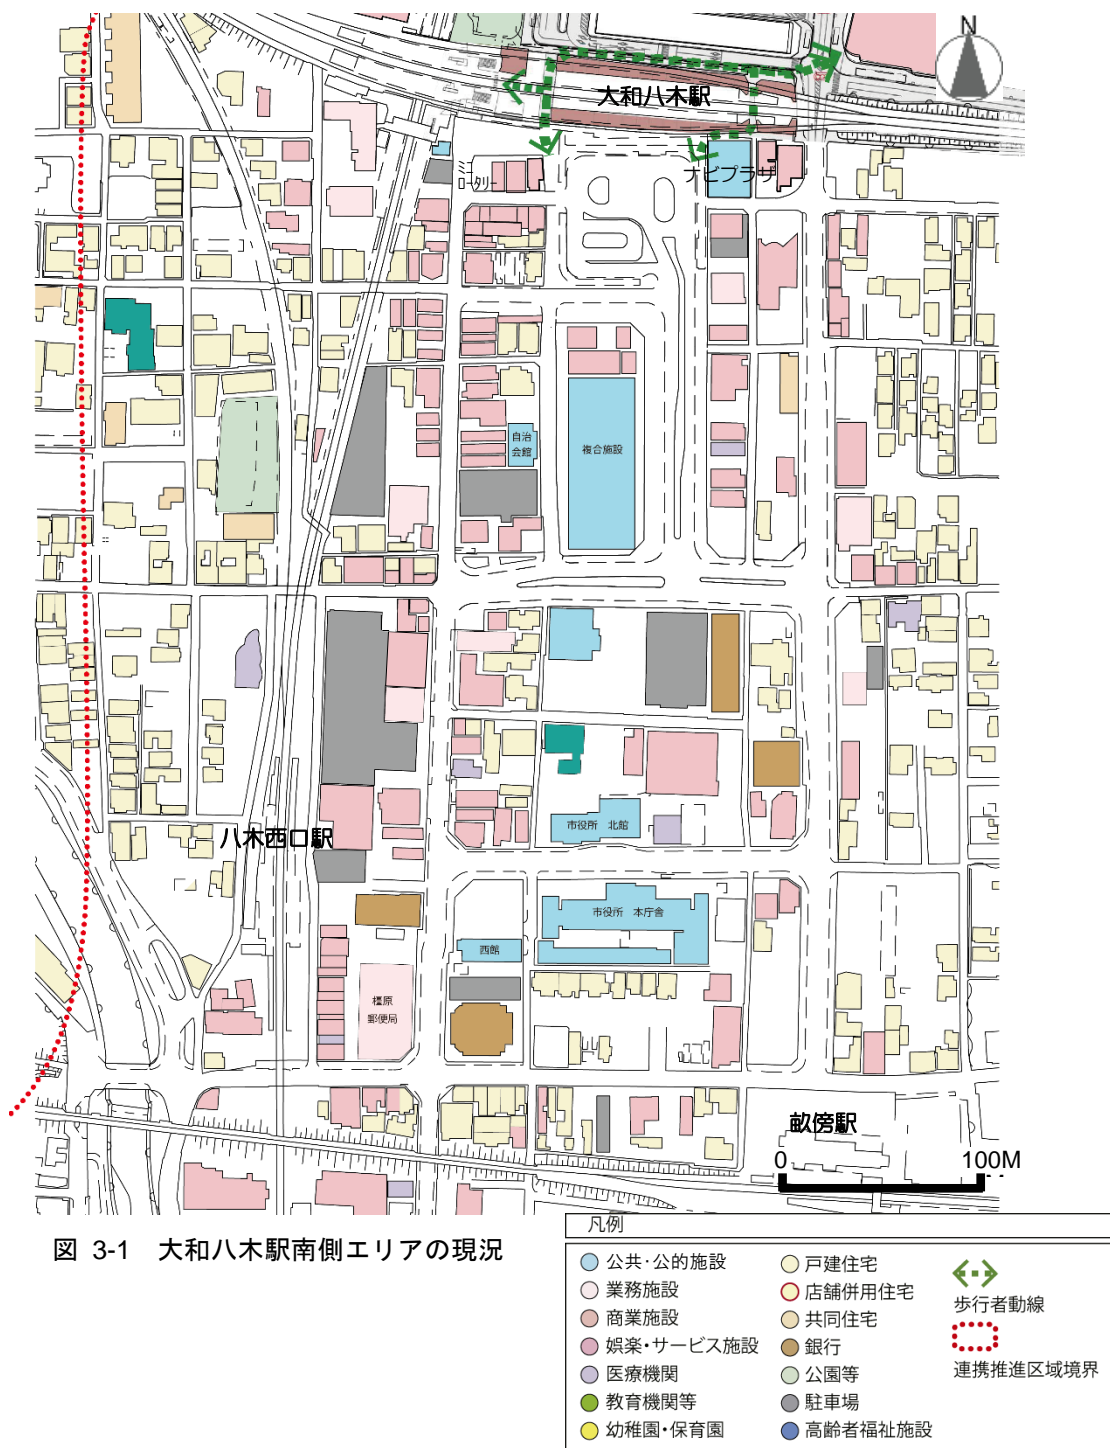 N
大和八木駅
ミニ
ロータリー
ナビプラザ
自治
会館
複合施設
市役所 北館
八木西口駅
市役所 本庁舎
西館
橿原
郵便局
畝傍駅
0 100M
図 3-1 大和八木駅南側エリアの現況
凡例
公共・公的施設
業務施設
商業施設
娯楽・サービス施設
医療機関
教育機関等
幼稚園・保育園
戸建住宅
店舗併用住宅
共同住宅
銀行
公園等
駐車場
高齢者福祉施設
歩行者動線
連携推進区域境界